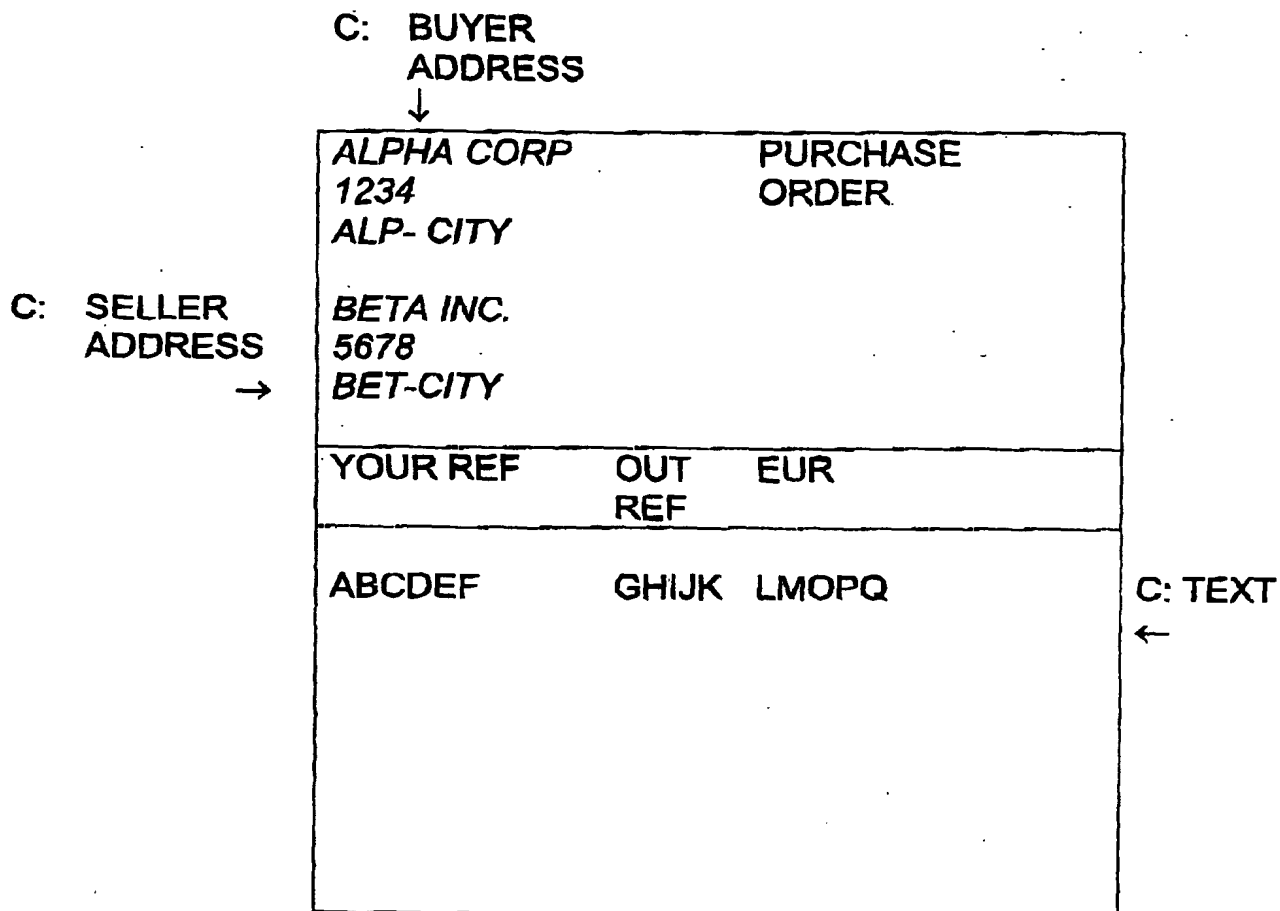 C: BUYER
ADDRESS
↓
ALPHA CORP PURCHASE
1234 ORDER
ALP- CITY
C: SELLER BETA INC.
ADDRESS 5678
→ BET-CITY
YOUR REF OUT EUR
REF
ABCDEF GHIJK LMOPQ C: TEXT
←